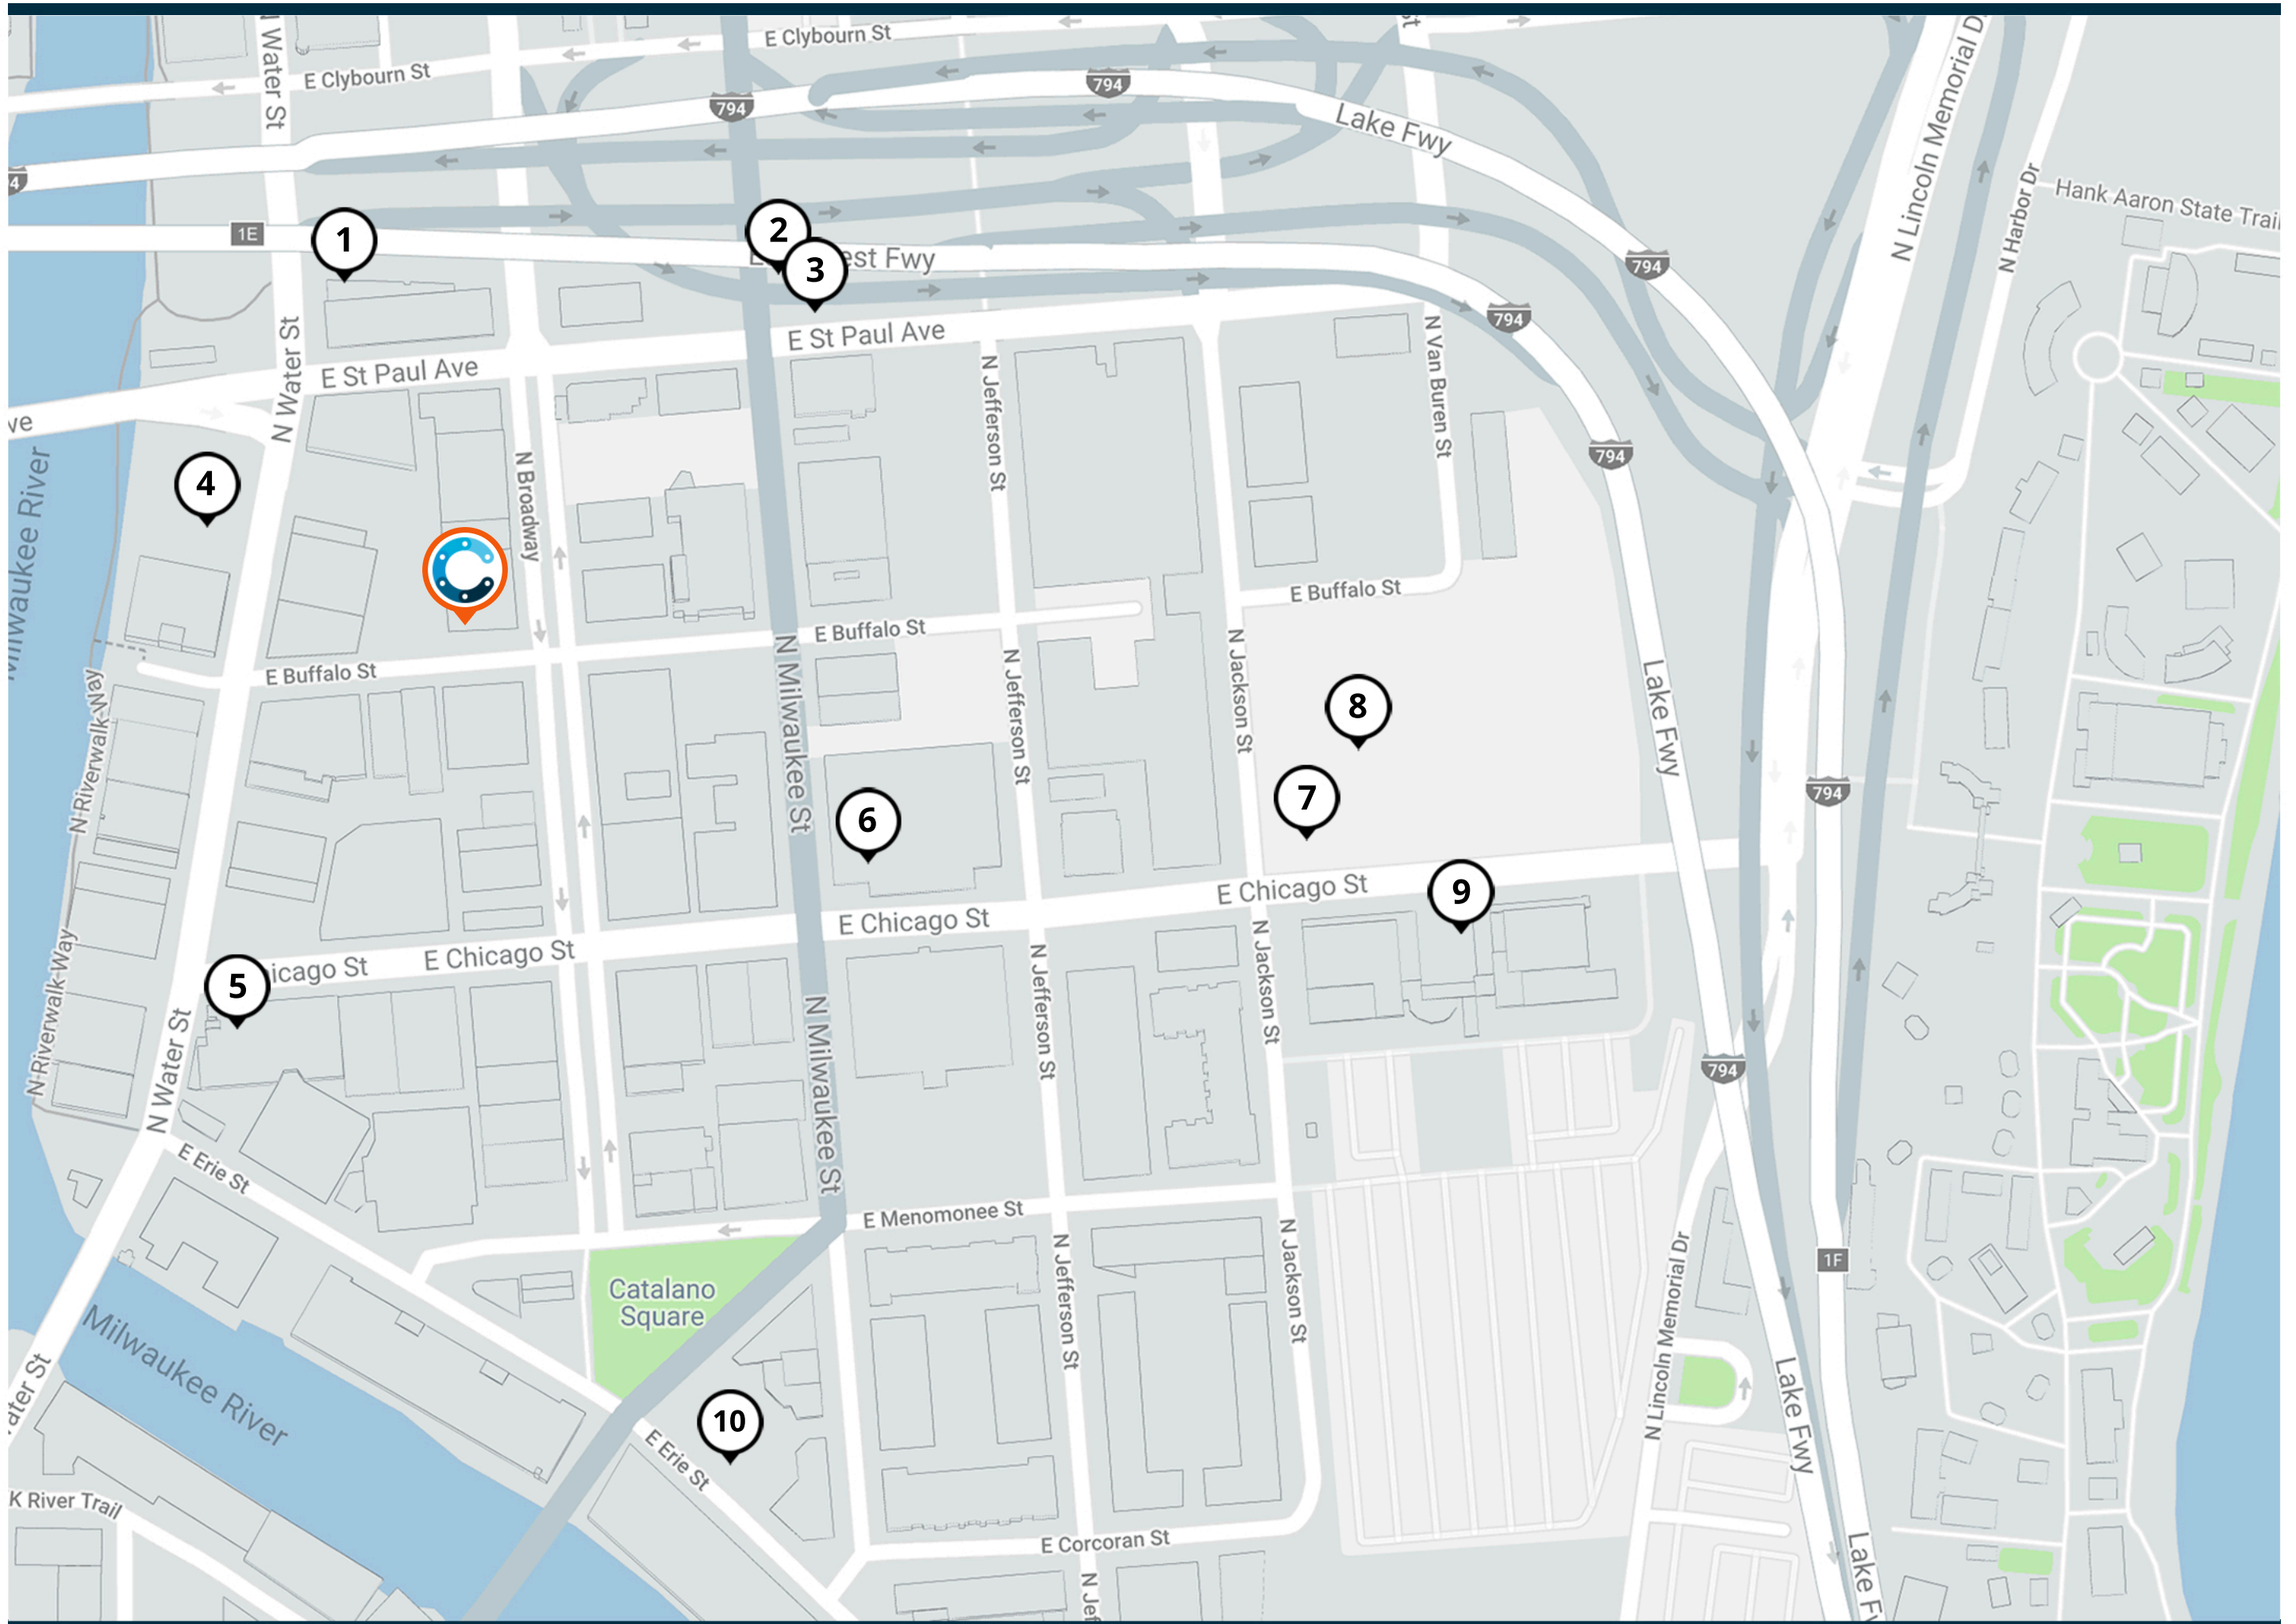 E Clybourn St
E Clybourn St
N Water St
794
794
Lake Fwy
N Lincoln Memorial D
N Harbor Dr
Hank Aaron State Trail
4
1E
1
2
3
est Fwy
794
794
E St Paul Ave
E St Paul Ave
N Water St
ve
N Jefferson St
N Van Buren St
794
4
N Broadway
Milwaukee River
E Buffalo St
E Buffalo St
E Buffalo St
N Milwaukee St
N Jefferson St
N Jackson St
Lake Fwy
8
7
6
794
N Riverwalk Way
9
E Chicago St
E Chicago St
E Chicago St
icago St
5
N Riverwalk Way
N Water St
N Milwaukee St
N Jefferson St
N Jackson St
794
E Erie St
E Menomonee St
1F
Catalano
Square
N Jefferson St
N Jackson St
N Lincoln Memorial Dr
Milwaukee River
ater St
Lake Fwy
10
E Erie St
K River Trail
E Corcoran St
Lake Fw
N Jef